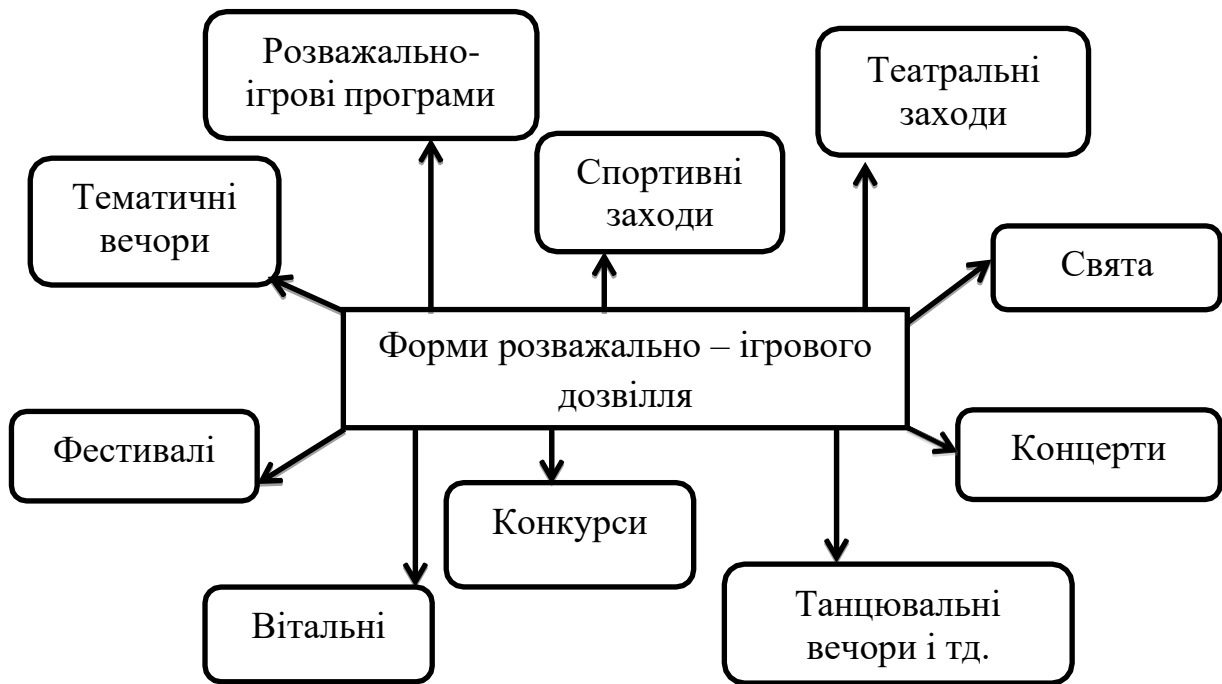 Розважально-
ігрові програми
Театральні
заходи
Спортивні
заходи
Тематичні
вечори
Свята
Форми розважально – ігрового
дозвілля
Фестивалі
Концерти
Конкурси
Вітальні
Танцювальні
вечори і тд.